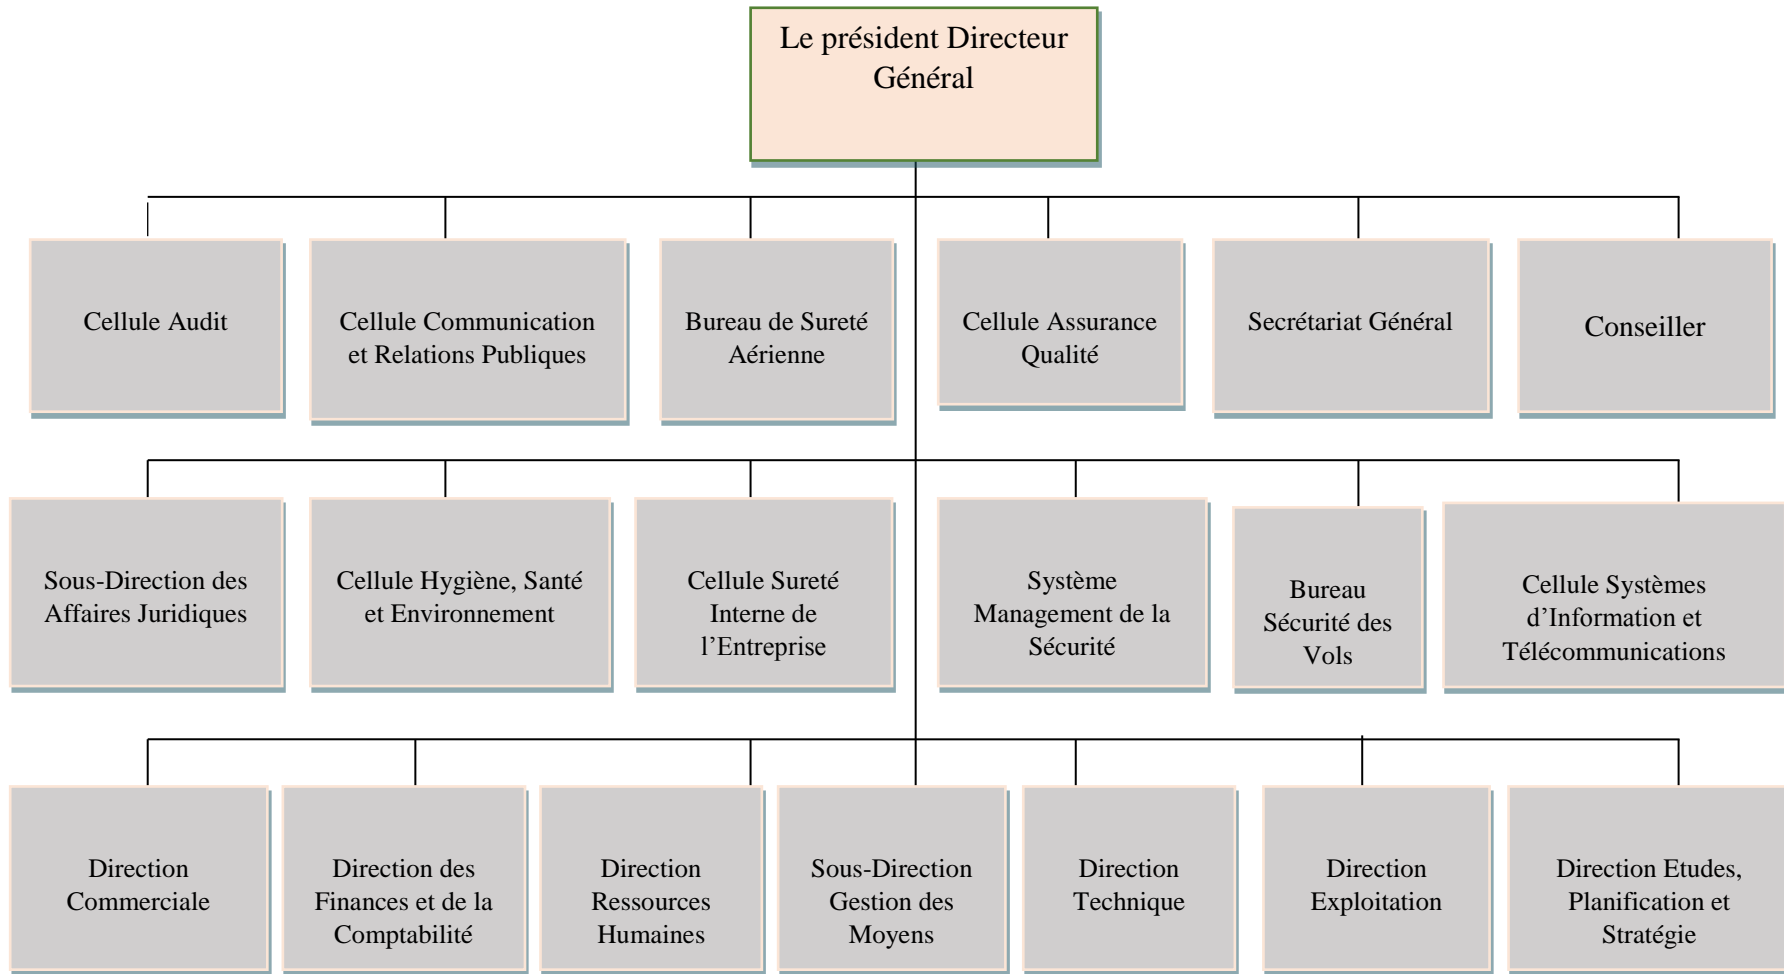 Le président Directeur
Général
Cellule Audit
Cellule Communication
et Relations Publiques
Bureau de Sureté
Aérienne
Cellule Assurance
Qualité
Secrétariat Général
Conseiller
Sous-Direction des
Affaires Juridiques
Cellule Hygiène, Santé
et Environnement
Cellule Sureté
Interne de
l’Entreprise
Système
Management de la
Sécurité
Bureau
Sécurité des
Vols
Cellule Systèmes
d’Information et
Télécommunications
Direction
Commerciale
Direction des
Finances et de la
Comptabilité
Direction
Ressources
Humaines
Sous-Direction
Gestion des
Moyens
Direction
Technique
Direction
Exploitation
Direction Etudes,
Planification et
Stratégie